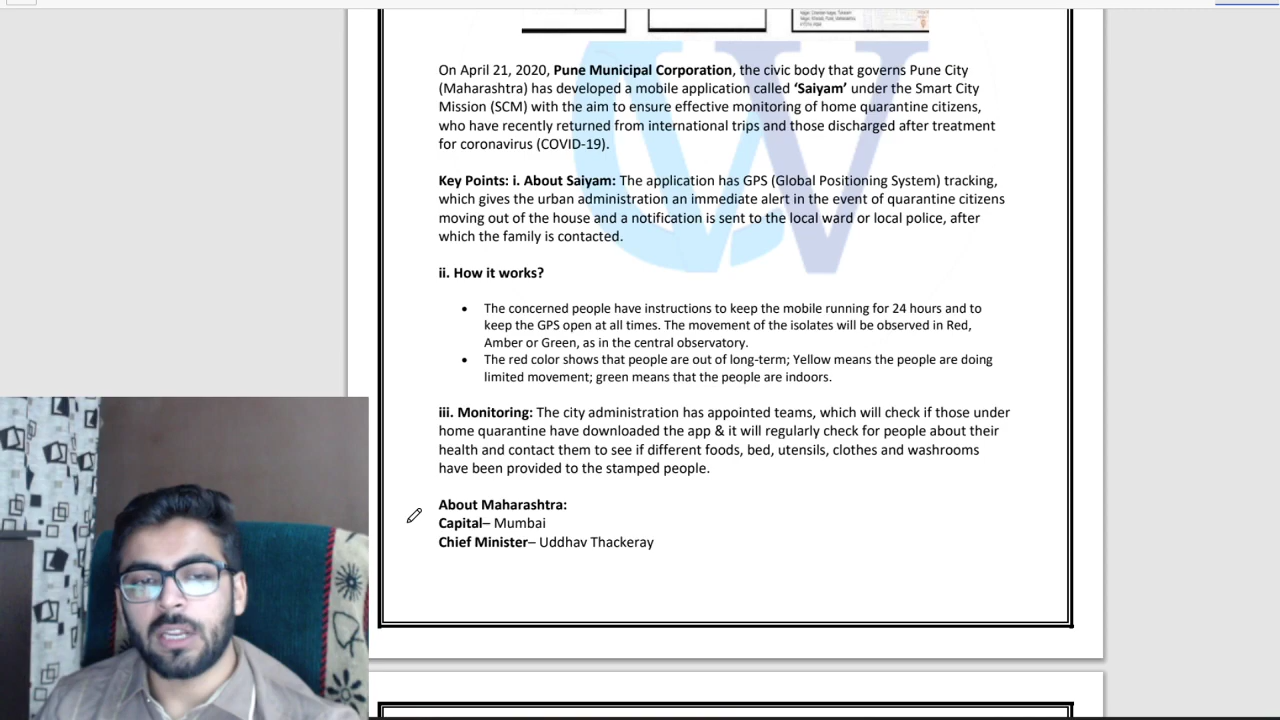 On April 21, 2020, Pune Municipal Corporation, the civic body that governs Pune City
(Maharashtra) has developed a mobile application called ‘Saiyam’ under the Smart City
Mission (SCM) with the aim to ensure effective monitoring of home quarantine citizens,
who have recently returned from international trips and those discharged after treatment
for coronavirus (COVID-19).
Key Points: i. About Saiyam: The application has GPS (Global Positioning System) tracking,
which gives the urban administration an immediate alert in the event of quarantine citizens
moving out of the house and a notification is sent to the local ward or local police, after
which the family is contacted.
ii. How it works?
• The concerned people have instructions to keep the mobile running for 24 hours and to
keep the GPS open at all times. The movement of the isolates will be observed in Red,
Amber or Green, as in the central observatory.
• The red color shows that people are out of long-term; Yellow means the people are doing
limited movement; green means that the people are indoors.
iii. Monitoring: The city administration has appointed teams, which will check if those under
home quarantine have downloaded the app & it will regularly check for people about their
health and contact them to see if different foods, bed, utensils, clothes and washrooms
have been provided to the stamped people.
About Maharashtra:
Capital– Mumbai
Chief Minister– Uddhav Thackeray